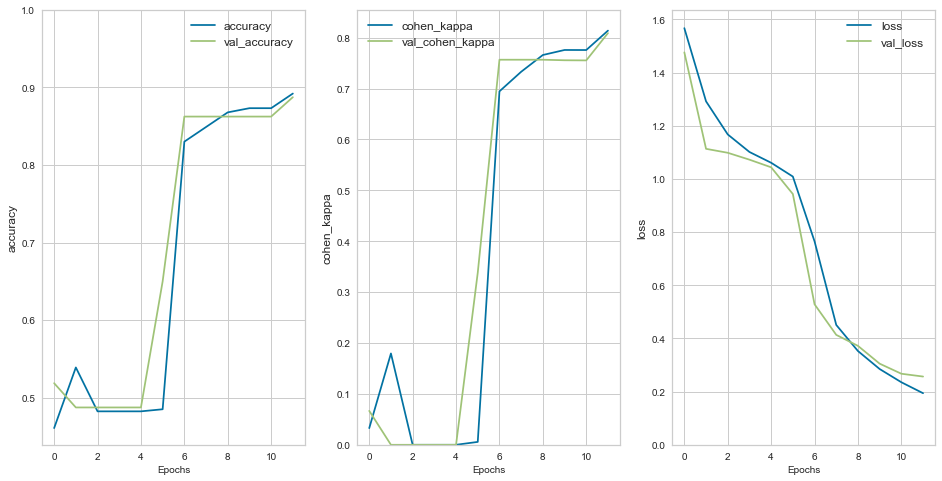 accuracy
val_accuracy
1.0
0.9
0.8
0.7
0.6
0.5
accuracy
0 2 4 6 8 10
Epochs
cohen_kappa
val_cohen_kappa
0.8
0.7
0.6
0.5
0.4
0.3
0.2
0.1
0.0
cohen_kappa
0 2 4 6 8 10
Epochs
loss
val_loss
1.6
1.4
1.2
1.0
0.8
0.6
0.4
0.2
0.0
loss
0 2 4 6 8 10
Epochs